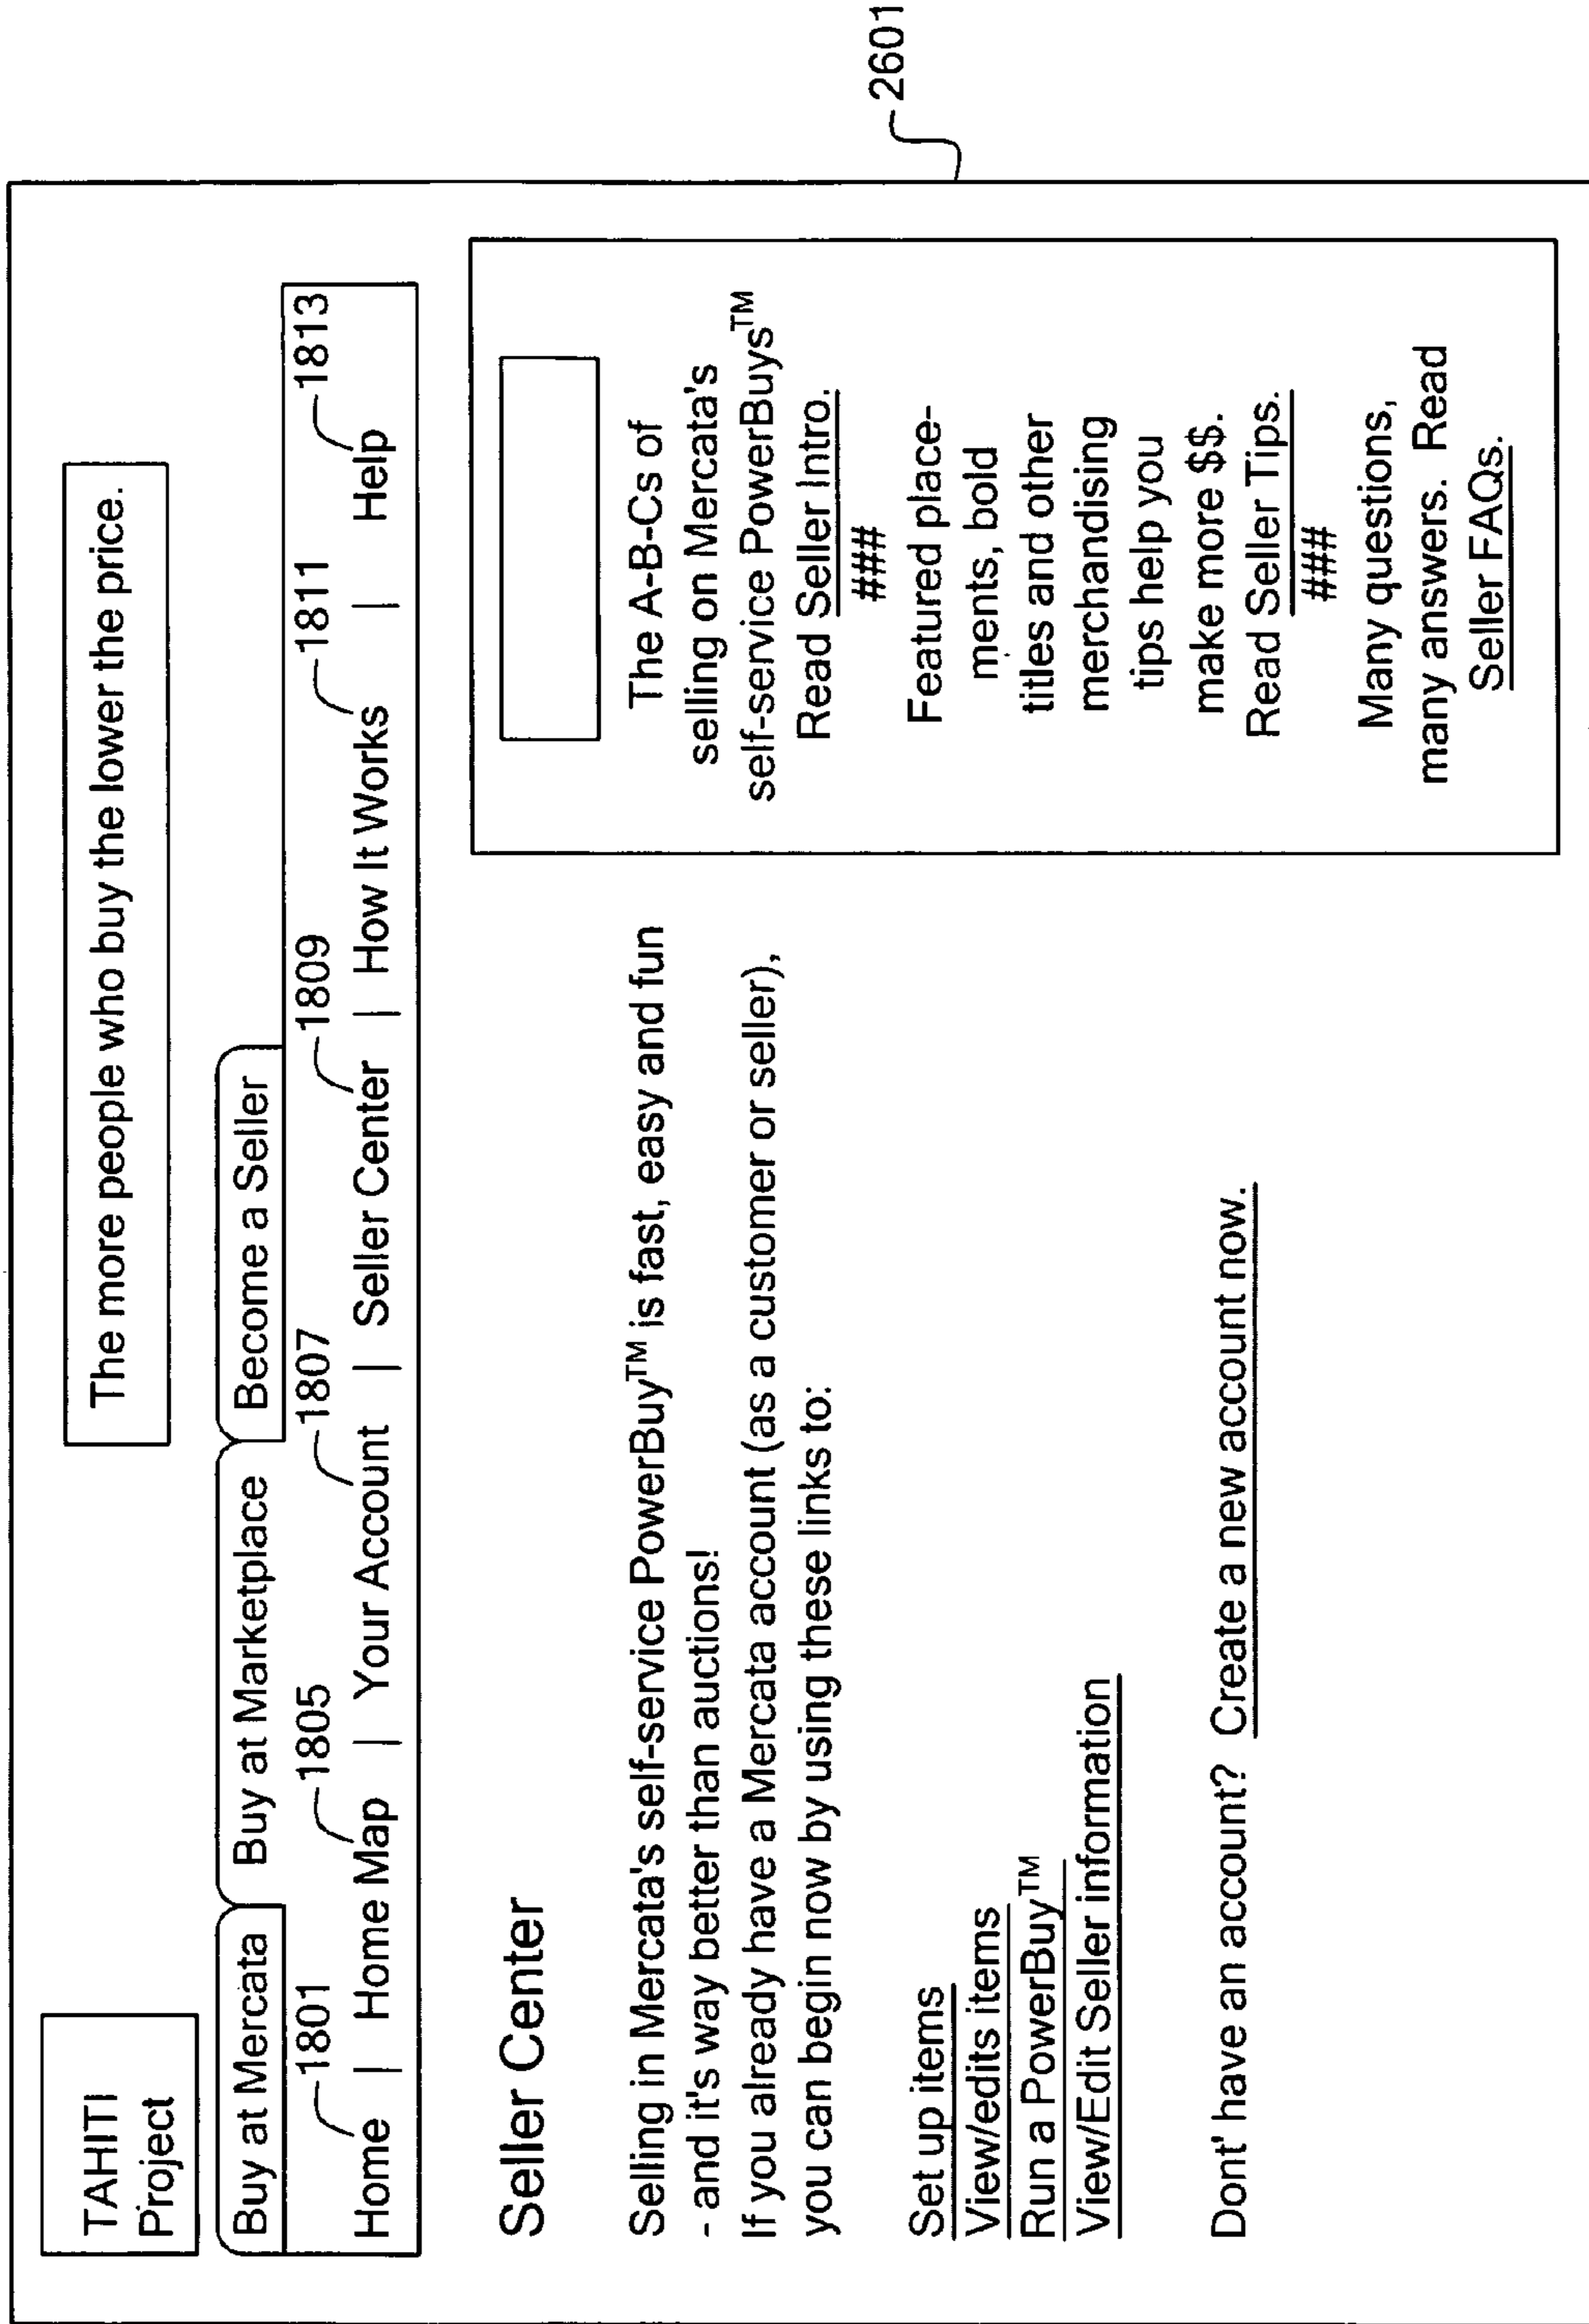 TAHITI
Project
The more people who buy the lower the price.
Buy at Mercata Buy at Marketplace Become a Seller
1801 1805 1807 1809 1811 1813
Home | Home Map | Your Account | Seller Center | How It Works | Help
Seller Center
Selling in Mercata's self-service PowerBuy™ is fast, easy and fun
- and it's way better than auctions!
If you already have a Mercata account (as a customer or seller),
you can begin now by using these links to:
Set up items
View/edits items
Run a PowerBuy™
View/Edit Seller information
Dont' have an account? Create a new account now.
The A-B-Cs of
selling on Mercata's
self-service PowerBuys™
Read Seller Intro.
###
Featured place-
ments, bold
titles and other
merchandising
tips help you
make more $$.
Read Seller Tips.
###
Many questions,
many answers. Read
Seller FAQs.
2601